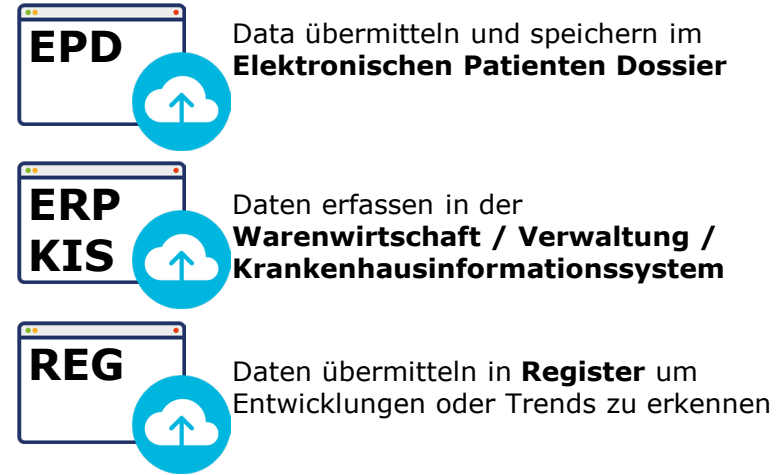 EPD
Data übermitteln und speichern im
Elektronischen Patienten Dossier
ERP
KIS
Daten erfassen in der
Warenwirtschaft / Verwaltung /
Krankenhausinformationssystem
REG
Daten übermitteln in Register um
Entwicklungen oder Trends zu erkennen